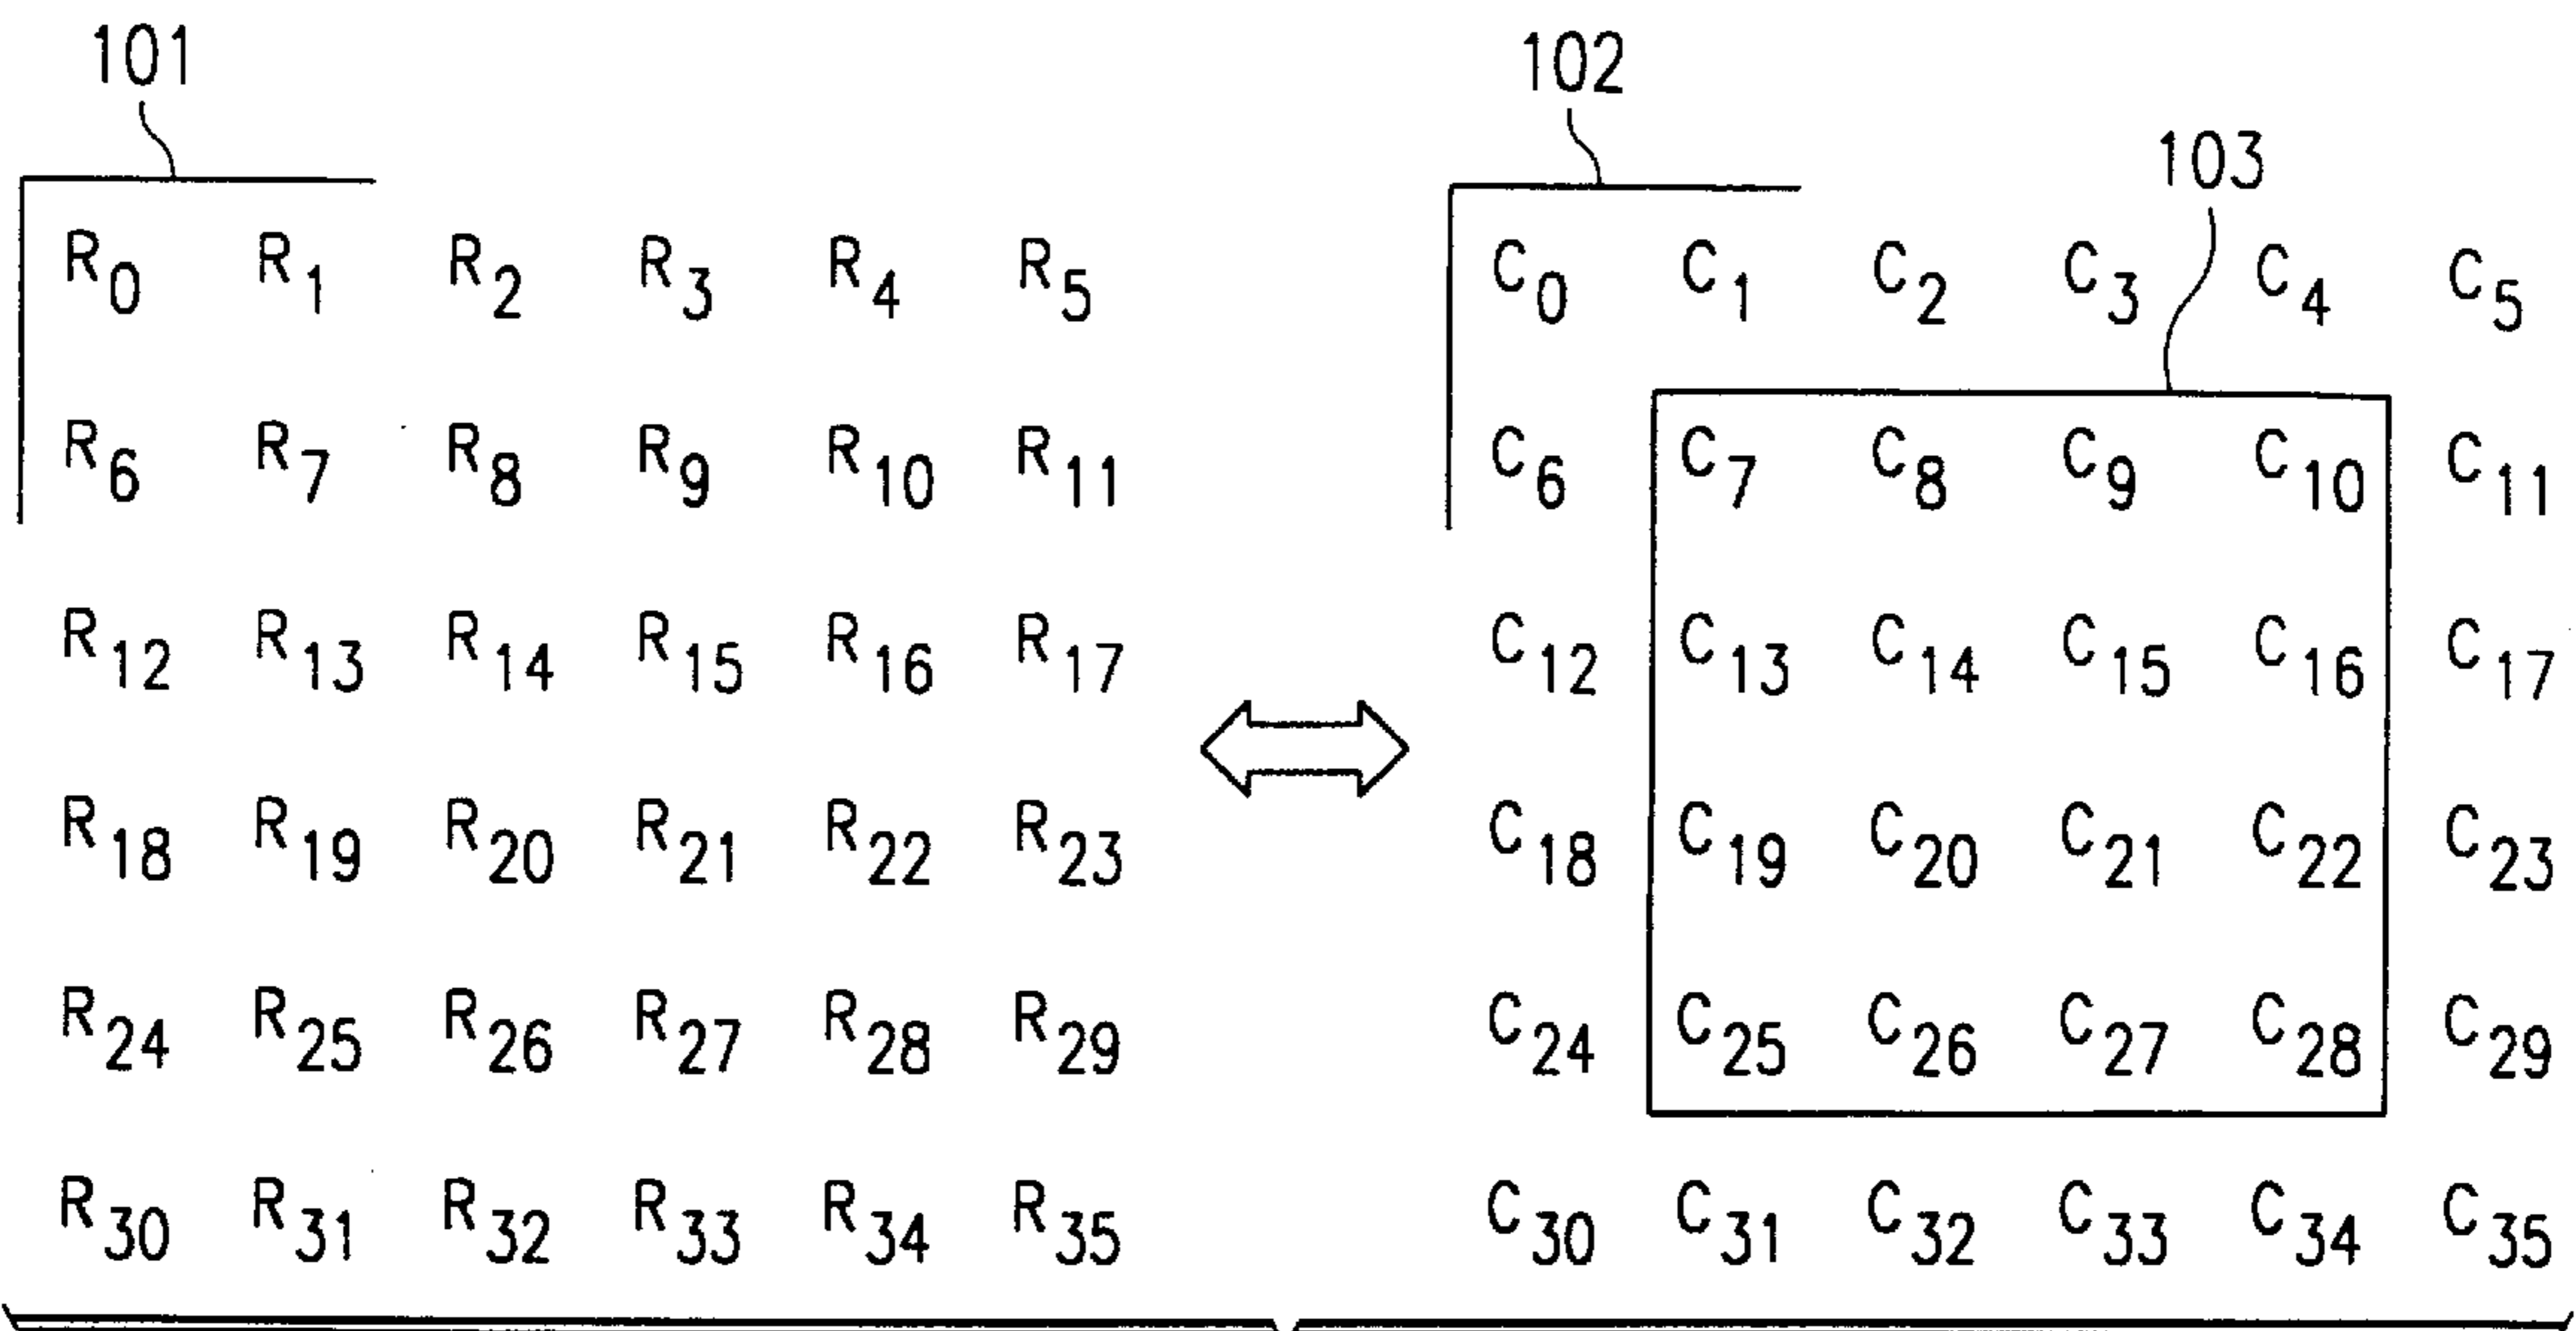 101
102
103
R0 R1 R2 R3 R4 R5 C0 C1 C2 C3 C4 C5
R6 R7 R8 R9 R10 R11 C6 C7 C8 C9 C10 C11
R12 R13 R14 R15 R16 R17 C12 C13 C14 C15 C16 C17
R18 R19 R20 R21 R22 R23 C18 C19 C20 C21 C22 C23
R24 R25 R26 R27 R28 R29 C24 C25 C26 C27 C28 C29
R30 R31 R32 R33 R34 R35 C30 C31 C32 C33 C34 C35